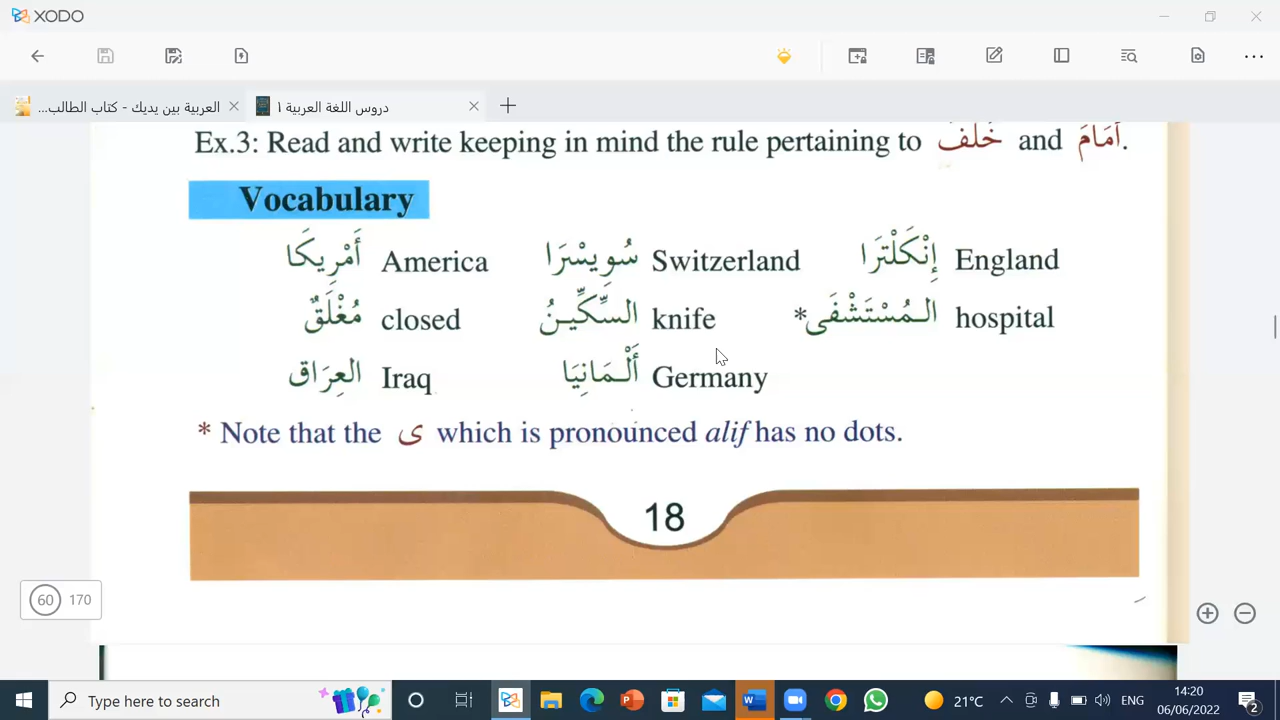 XODO
العربية بين يديك - كتاب الطالب...
دروس اللغة العربية ١
Ex.3: Read and write keeping in mind the rule pertaining to خَلْفَ and أَمَامَ.
Vocabulary
أَمْرِيكَا America سُوِيسْرَا Switzerland إِنْكَلْتَرَا England
مُغْلَقٌ closed السِّكِّينُ knife *المُسْتَشْفَى hospital
العِرَاق Iraq أَلْمَانِيَا Germany
* Note that the ى which is pronounced alif has no dots.
18
60 170
Type here to search
21°C
ENG
14:20
06/06/2022
2